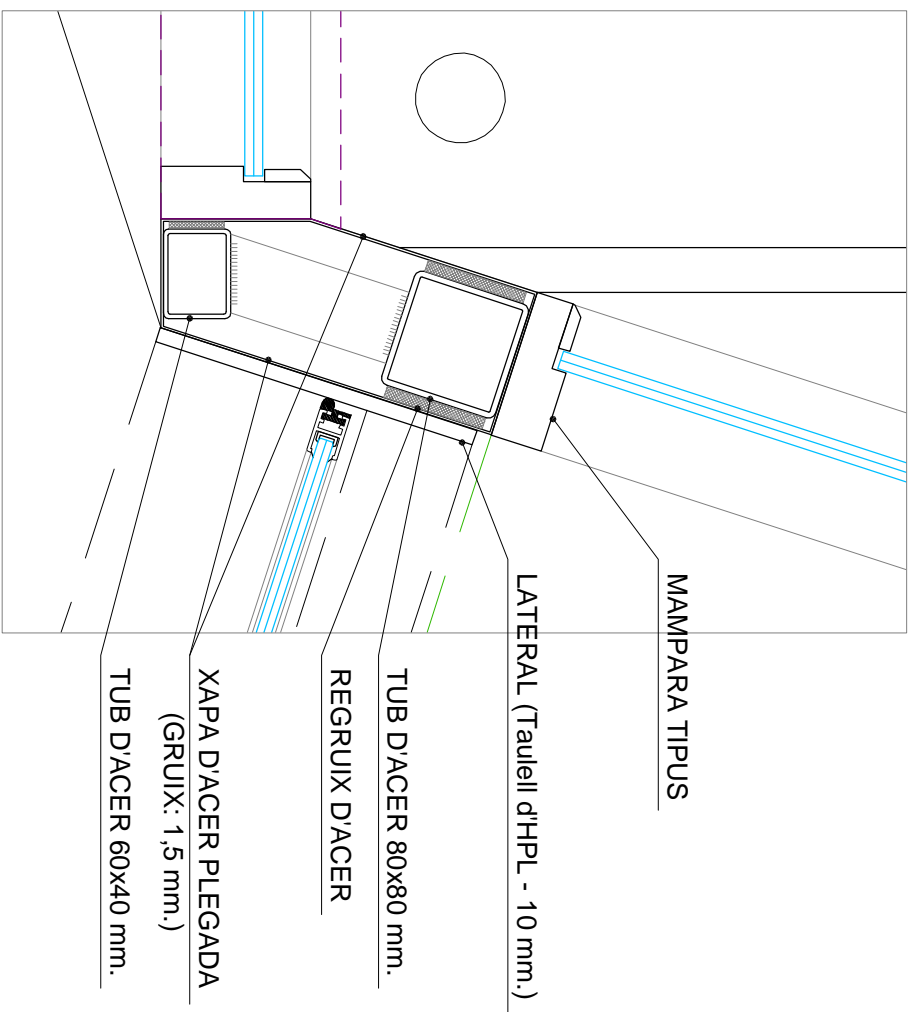 MAMPARA TIPUS
LATERAL (Taulell d'HPL - 10 mm.)
TUB D'ACER 80x80 mm.
REGRUIX D'ACER
XAPA D'ACER PLEGADA
(GRUIX: 1,5 mm.)
TUB D'ACER 60x40 mm.